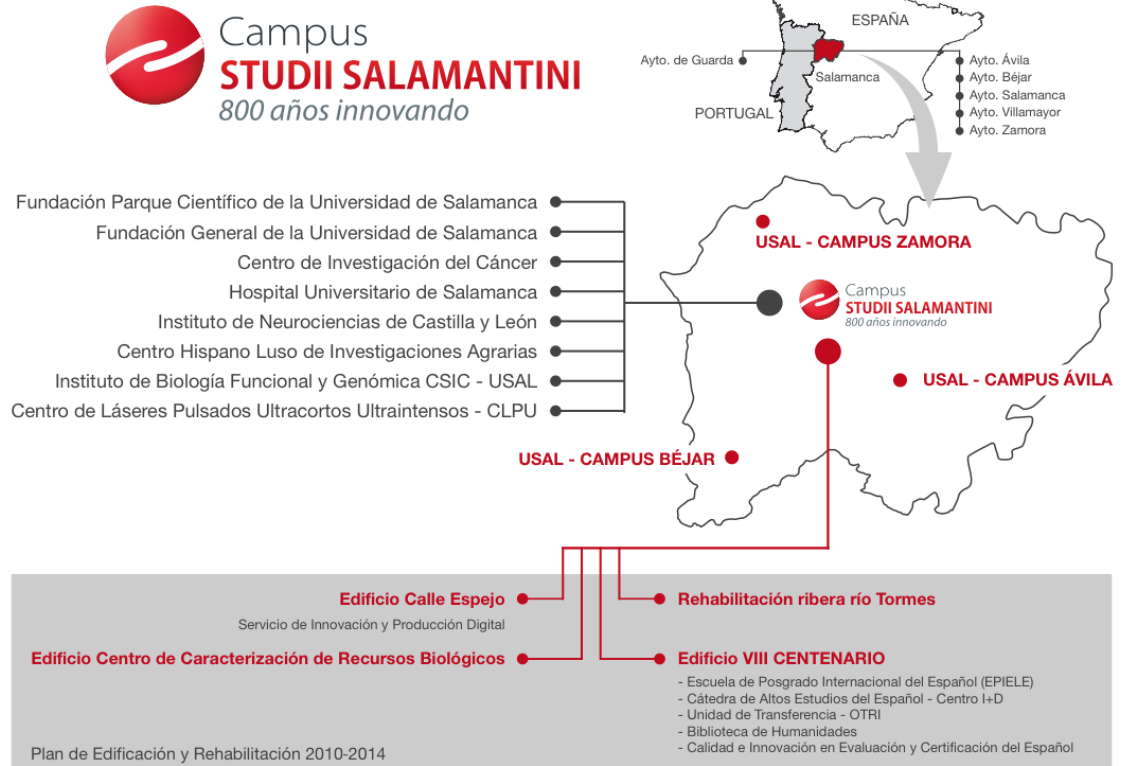 Campus
STUDII SALAMANTINI
800 años innovando
ESPAÑA
Ayto. de Guarda
Salamanca
PORTUGAL
Ayto. Ávila
Ayto. Béjar
Ayto. Salamanca
Ayto. Villamayor
Ayto. Zamora
Fundación Parque Científico de la Universidad de Salamanca
Fundación General de la Universidad de Salamanca
Centro de Investigación del Cáncer
Hospital Universitario de Salamanca
Instituto de Neurociencias de Castilla y León
Centro Hispano Luso de Investigaciones Agrarias
Instituto de Biología Funcional y Genómica CSIC - USAL
Centro de Láseres Pulsados Ultracortos Ultraintensos - CLPU
USAL - CAMPUS ZAMORA
Campus
STUDII SALAMANTINI
800 años innovando
USAL - CAMPUS ÁVILA
USAL - CAMPUS BÉJAR
Edificio Calle Espejo
Servicio de Innovación y Producción Digital
Edificio Centro de Caracterización de Recursos Biológicos
Rehabilitación ribera río Tormes
Edificio VIII CENTENARIO
- Escuela de Posgrado Internacional del Español (EPIELE)
- Cátedra de Altos Estudios del Español - Centro I+D
- Unidad de Transferencia - OTRI
- Biblioteca de Humanidades
- Calidad e Innovación en Evaluación y Certificación del Español
Plan de Edificación y Rehabilitación 2010-2014